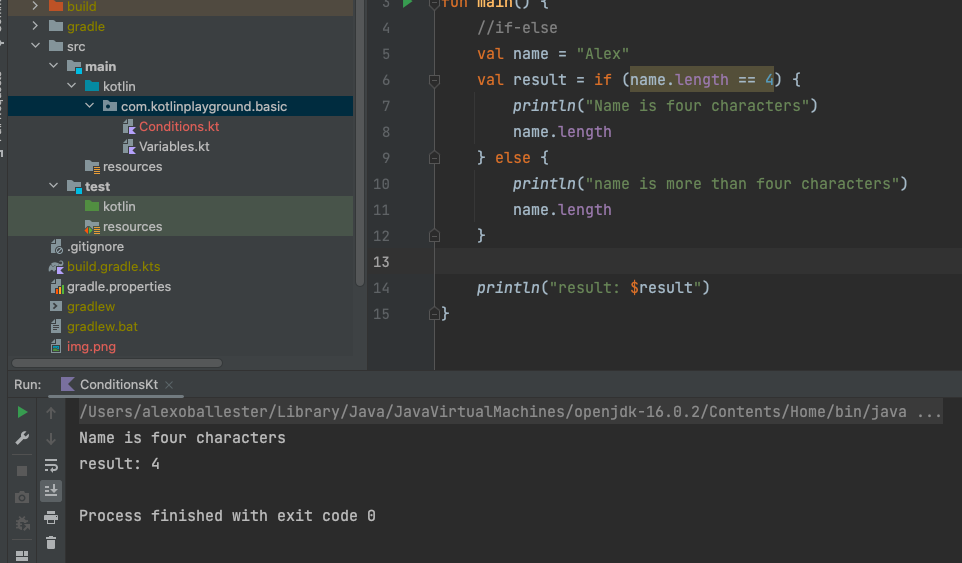 build
gradle
src
main
kotlin
com.kotlinplayground.basic
Conditions.kt
Variables.kt
resources
test
kotlin
resources
.gitignore
build.gradle.kts
gradle.properties
gradlew
gradlew.bat
img.png
3 fun main() {
4 //if-else
5 val name = "Alex"
6 val result = if (name.length == 4) {
7 println("Name is four characters")
8 name.length
9 } else {
10 println("name is more than four characters")
11 name.length
12 }
13
14 println("result: $result")
15 }
Run: ConditionsKt
/Users/alexoballester/Library/Java/JavaVirtualMachines/openjdk-16.0.2/Contents/Home/bin/java ...
Name is four characters
result: 4
Process finished with exit code 0